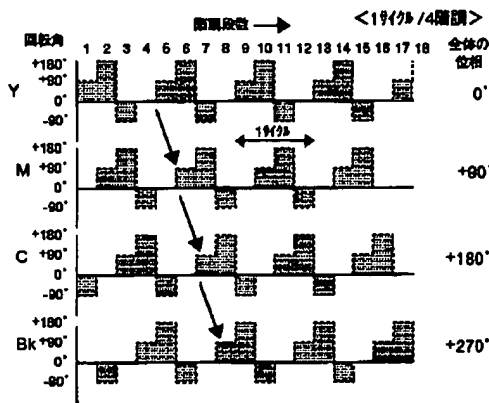 階調段数 <1サイクル/4階調>
回転角 1 2 3 4 5 6 7 8 9 10 11 12 13 14 15 16 17 18 全体の位相
Y +180° +90° 0° -90° 0°
1サイクル
M +180° +90° 0° -90° +90°
C +180° +90° 0° -90° +180°
Bk +180° +90° 0° -90° +270°